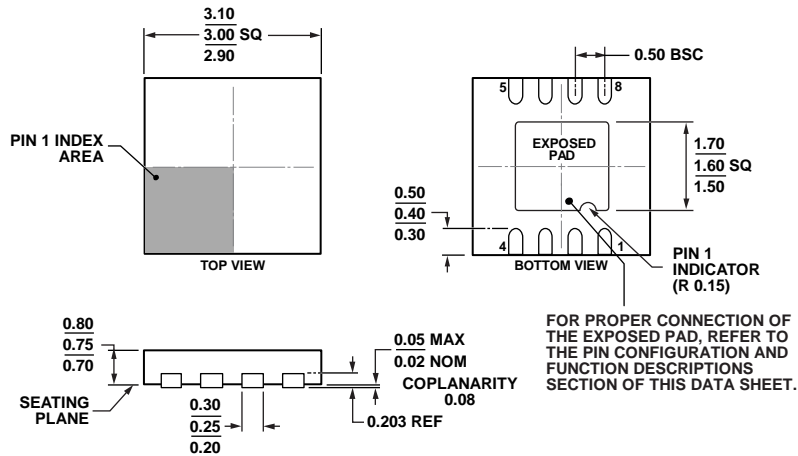 3.10
3.00 SQ
2.90
0.50 BSC
5
8
PIN 1 INDEX
AREA
EXPOSED
PAD
1.70
1.60 SQ
1.50
0.50
0.40
0.30
4
1
TOP VIEW
BOTTOM VIEW
PIN 1
INDICATOR
(R 0.15)
FOR PROPER CONNECTION OF
THE EXPOSED PAD, REFER TO
THE PIN CONFIGURATION AND
FUNCTION DESCRIPTIONS
SECTION OF THIS DATA SHEET.
0.80
0.75
0.70
0.05 MAX
0.02 NOM
COPLANARITY
0.08
SEATING
PLANE
0.30
0.25
0.20
0.203 REF